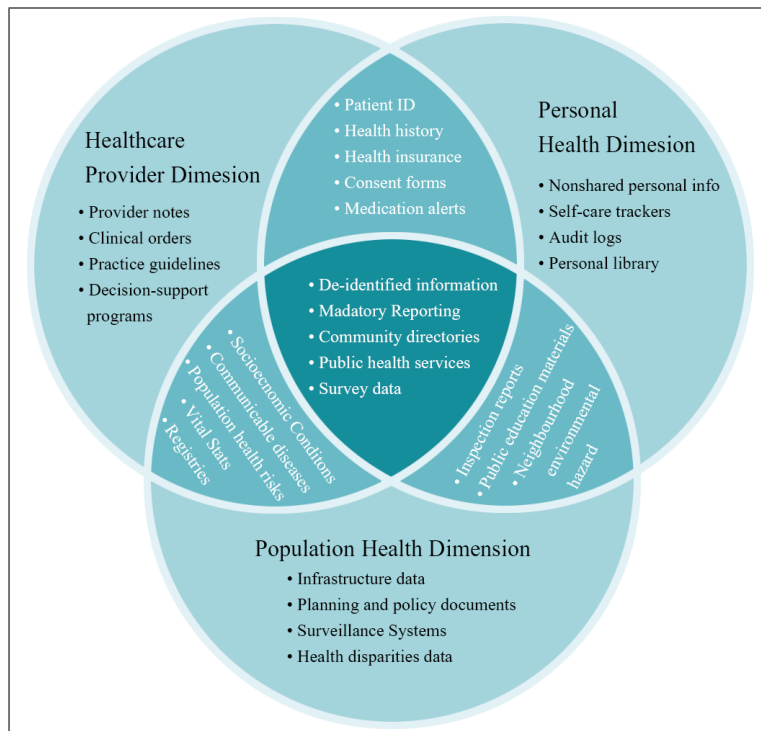 Healthcare
Provider Dimesion
• Provider notes
• Clinical orders
• Practice guidelines
• Decision-support
programs
• Patient ID
• Health history
• Health insurance
• Consent forms
• Medication alerts
Personal
Health Dimesion
• Nonshared personal info
• Self-care trackers
• Audit logs
• Personal library
• De-identified information
• Madatory Reporting
• Community directories
• Public health services
• Survey data
• Socioecnomic Conditons
• Communicable diseases
• Population health risks
• Vital Stats
• Registries
• Inspection reports
• Public education materials
• Neighbourhood
environmental
hazard
Population Health Dimension
• Infrastructure data
• Planning and policy documents
• Surveillance Systems
• Health disparities data